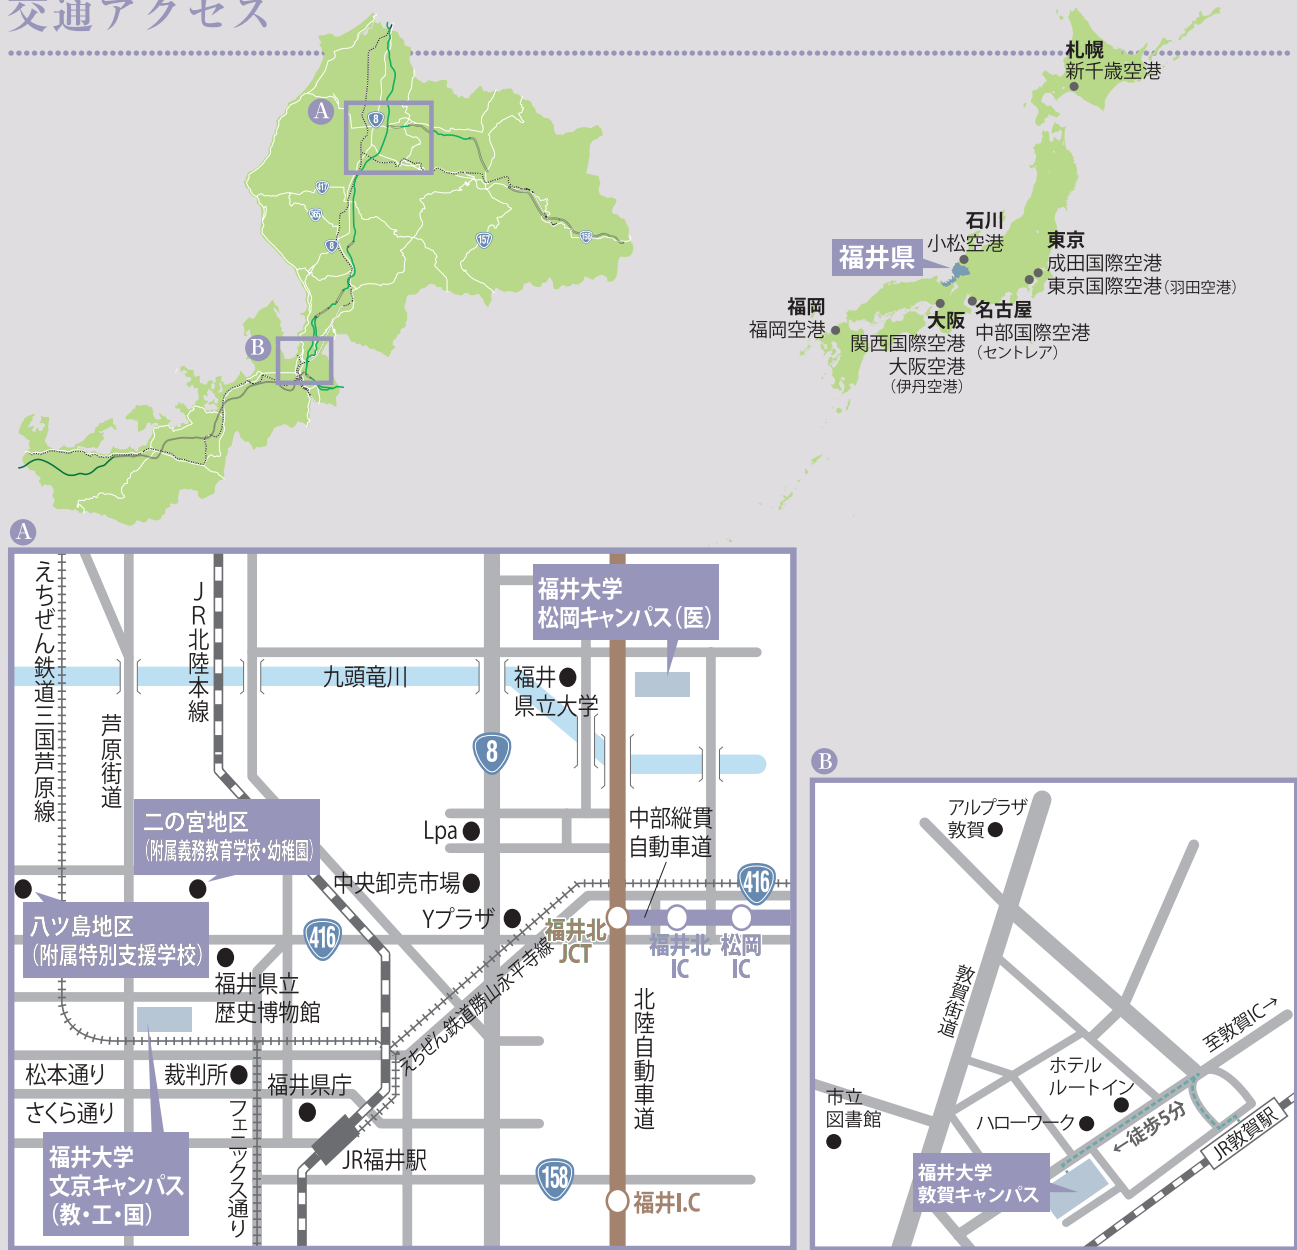 交通アクセス
A
8
417
365
8
157
158
B
札幌
新千歳空港
石川
小松空港
福井県
東京
成田国際空港
東京国際空港(羽田空港)
福岡
福岡空港
大阪
関西国際空港
大阪空港
(伊丹空港)
名古屋
中部国際空港
(セントレア)
A
えちぜん鉄道三国芦原線
芦原街道
JR北陸本線
九頭竜川
福井大学
松岡キャンパス(医)
福井
県立大学
8
二の宮地区
(附属義務教育学校・幼稚園)
Lpa
中部縦貫
自動車道
中央卸売市場
416
Yプラザ
八ツ島地区
(附属特別支援学校)
416
福井北
JCT
福井北
IC
松岡
IC
福井県立
歴史博物館
えちぜん鉄道勝山永平寺線
北陸自動車道
松本通り
裁判所
福井県庁
さくら通り
フェニックス通り
JR福井駅
福井大学
文京キャンパス
(教・工・国)
158
福井I.C
B
アルプラザ
敦賀
敦賀街道
至敦賀IC→
ホテル
ルートイン
市立
図書館
ハローワーク
←徒歩5分
JR敦賀駅
福井大学
敦賀キャンパス